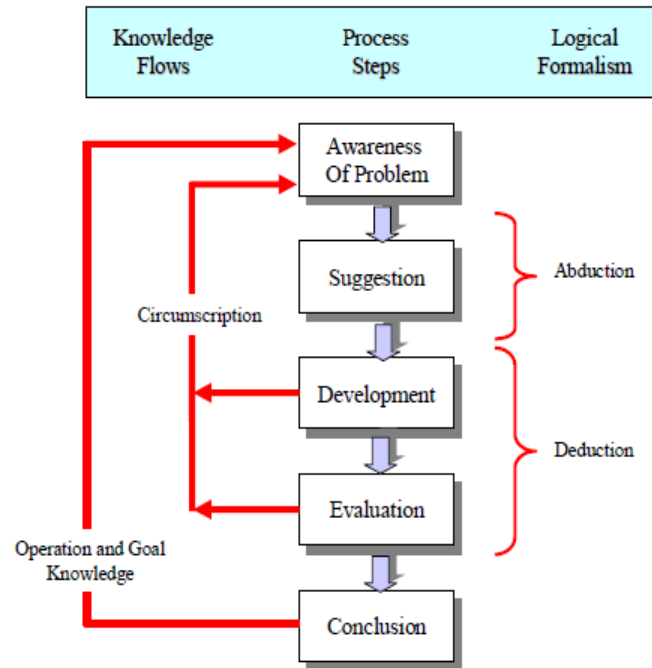 Knowledge
Flows
Process
Steps
Logical
Formalism
Awareness
Of Problem
Suggestion
Abduction
Circumscription
Development
Deduction
Evaluation
Operation and Goal
Knowledge
Conclusion